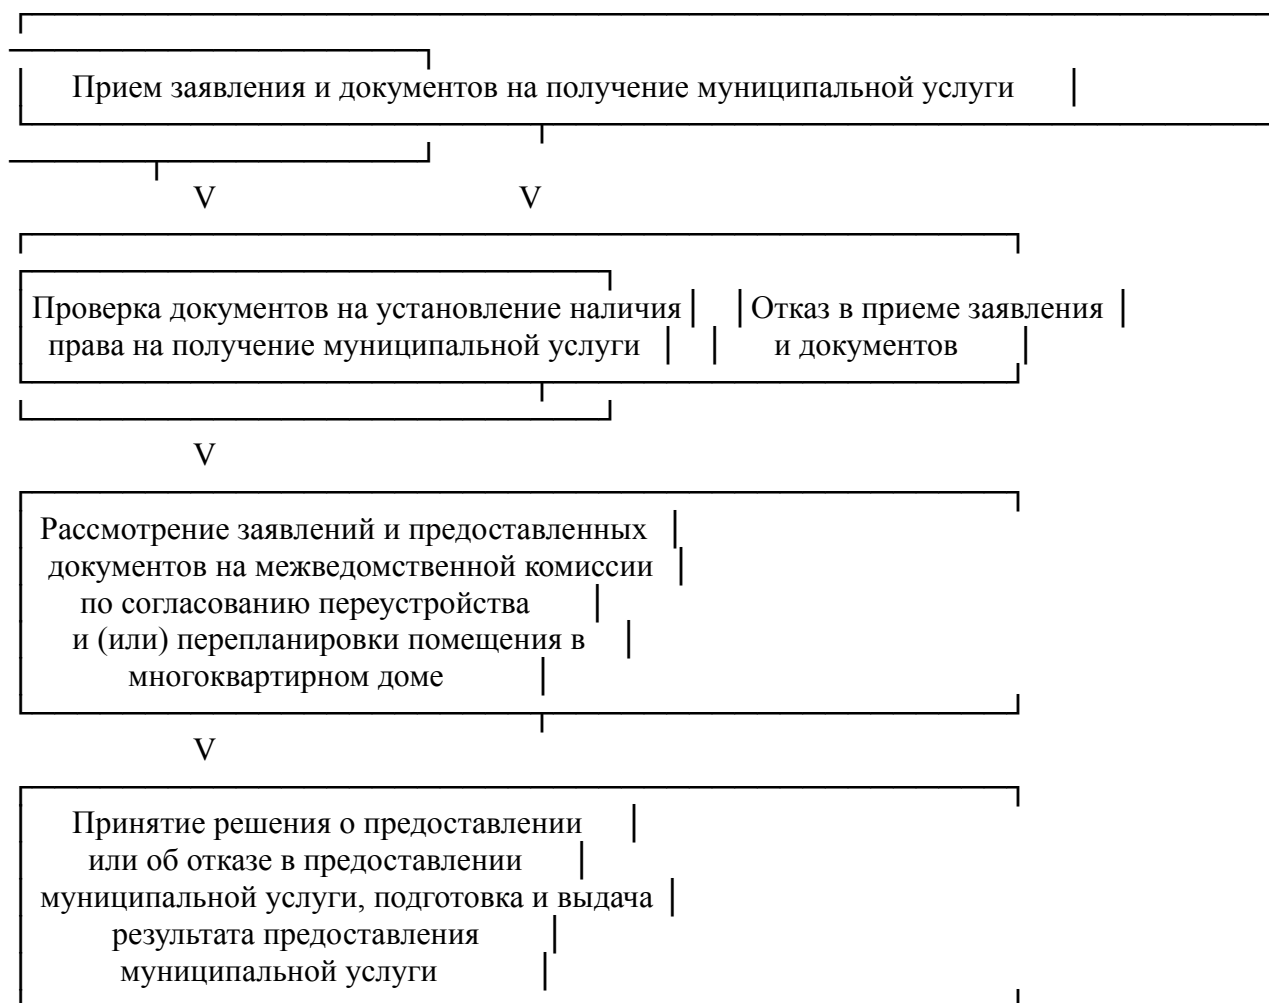 Прием заявления и документов на получение муниципальной услуги
V V
Проверка документов на установление наличия Отказ в приеме заявления
права на получение муниципальной услуги и документов
V
Рассмотрение заявлений и предоставленных
документов на межведомственной комиссии
по согласованию переустройства
и (или) перепланировки помещения в
многоквартирном доме
V
Принятие решения о предоставлении
или об отказе в предоставлении
муниципальной услуги, подготовка и выдача
результата предоставления
муниципальной услуги